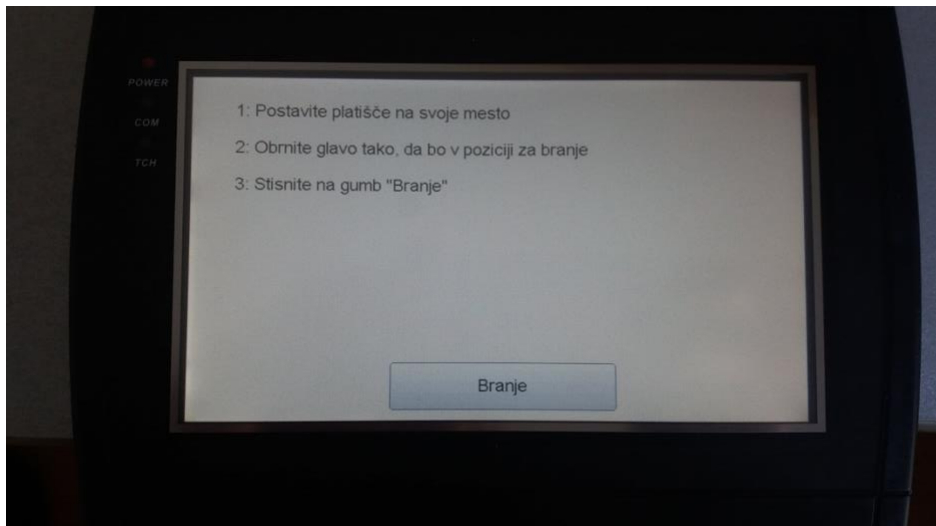 POWER
COM
TCH
1: Postavite platišče na svoje mesto
2: Obrnite glavo tako, da bo v poziciji za branje
3: Stisnite na gumb "Branje"
Branje